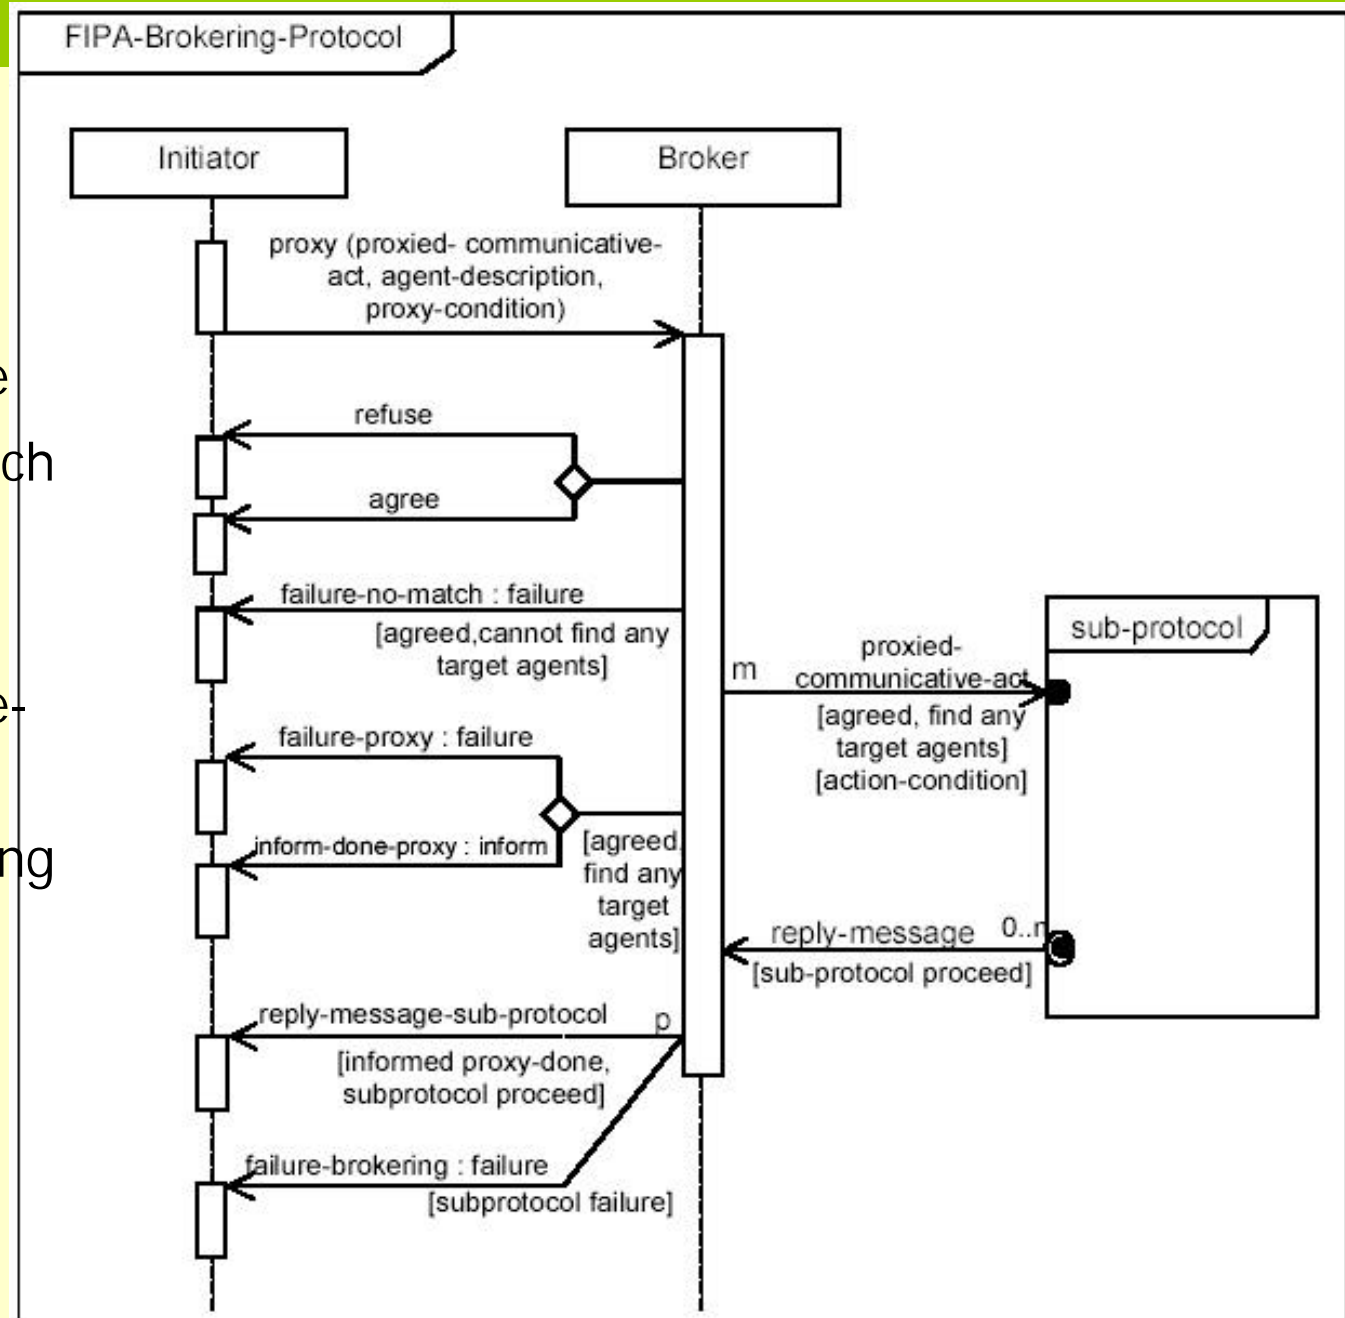 FIPA-Brokering-Protocol
Initiator
Broker
proxy (proxied- communicative-
act, agent-description,
proxy-condition)
refuse
ch
agree
failure-no-match : failure
[agreed,cannot find any
target agents]
sub-protocol
proxied-
m
communicative-act
[agreed, find any
target agents]
[action-condition]
e-
failure-proxy : failure
inform-done-proxy : inform
[agreed,
find any
target
agents]
ng
reply-message
0..n
[sub-protocol proceed]
reply-message-sub-protocol
p
[informed proxy-done,
subprotocol proceed]
failure-brokering : failure
[subprotocol failure]